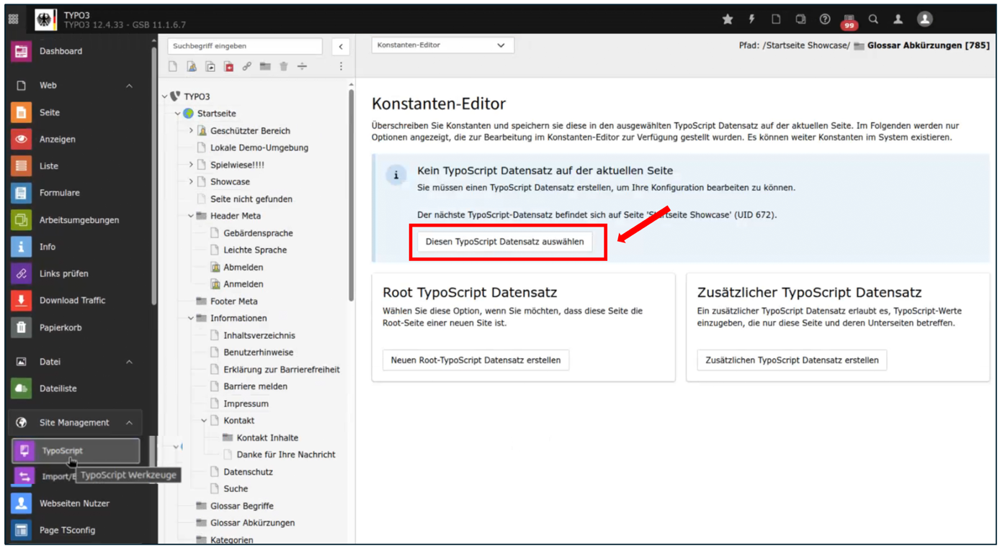 TYPO3
TYPO3 12.4.33 - GSB 11.1.6.7
99
Dashboard
Web
Seite
Anzeigen
Liste
Formulare
Arbeitsumgebungen
Info
Links prüfen
Download Traffic
Papierkorb
Datei
Dateiliste
Site Management
TypoScript
Import/E
TypoScript Werkzeuge
Webseiten Nutzer
Page TSconfig
Suchbegriff eingeben
TYPO3
Startseite
Geschützter Bereich
Lokale Demo-Umgebung
Spielwiese!!!!
Showcase
Seite nicht gefunden
Header Meta
Gebärdensprache
Leichte Sprache
Abmelden
Anmelden
Footer Meta
Informationen
Inhaltsverzeichnis
Benutzerhinweise
Erklärung zur Barrierefreiheit
Barriere melden
Impressum
Kontakt
Kontakt Inhalte
Danke für Ihre Nachricht
Datenschutz
Suche
Glossar Begriffe
Glossar Abkürzungen
Kategorien
Konstanten-Editor
Pfad: /Startseite Showcase/ Glossar Abkürzungen [785]
Konstanten-Editor
Überschreiben Sie Konstanten und speichern sie diese in den ausgewählten TypoScript Datensatz auf der aktuellen Seite. Im Folgenden werden nur
Optionen angezeigt, die zur Bearbeitung im Konstanten-Editor zur Verfügung gestellt wurden. Es können weiter Konstanten im System existieren.
Kein TypoScript Datensatz auf der aktuellen Seite
Sie müssen einen TypoScript Datensatz erstellen, um Ihre Konfiguration bearbeiten zu können.
Der nächste TypoScript-Datensatz befindet sich auf Seite 'Startseite Showcase' (UID 672).
Diesen TypoScript Datensatz auswählen
Root TypoScript Datensatz
Wählen Sie diese Option, wenn Sie möchten, dass diese Seite die
Root-Seite einer neuen Site ist.
Neuen Root-TypoScript Datensatz erstellen
Zusätzlicher TypoScript Datensatz
Ein zusätzlicher TypoScript Datensatz erlaubt es, TypoScript-Werte
einzugeben, die nur diese Seite und deren Unterseiten betreffen.
Zusätzlichen TypoScript Datensatz erstellen